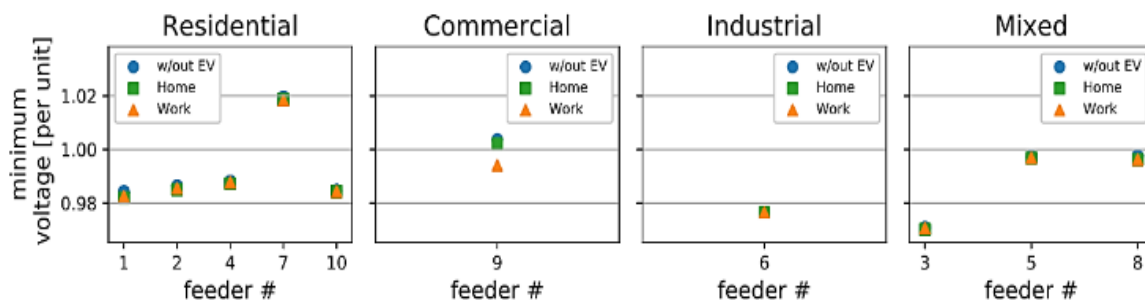 Residential
Commercial
Industrial
Mixed
minimum
voltage [per unit]
1.02
1.00
0.98
w/out EV
Home
Work
w/out EV
Home
Work
w/out EV
Home
Work
w/out EV
Home
Work
1 2 4 7 10
9
6
3 5 8
feeder #
feeder #
feeder #
feeder #